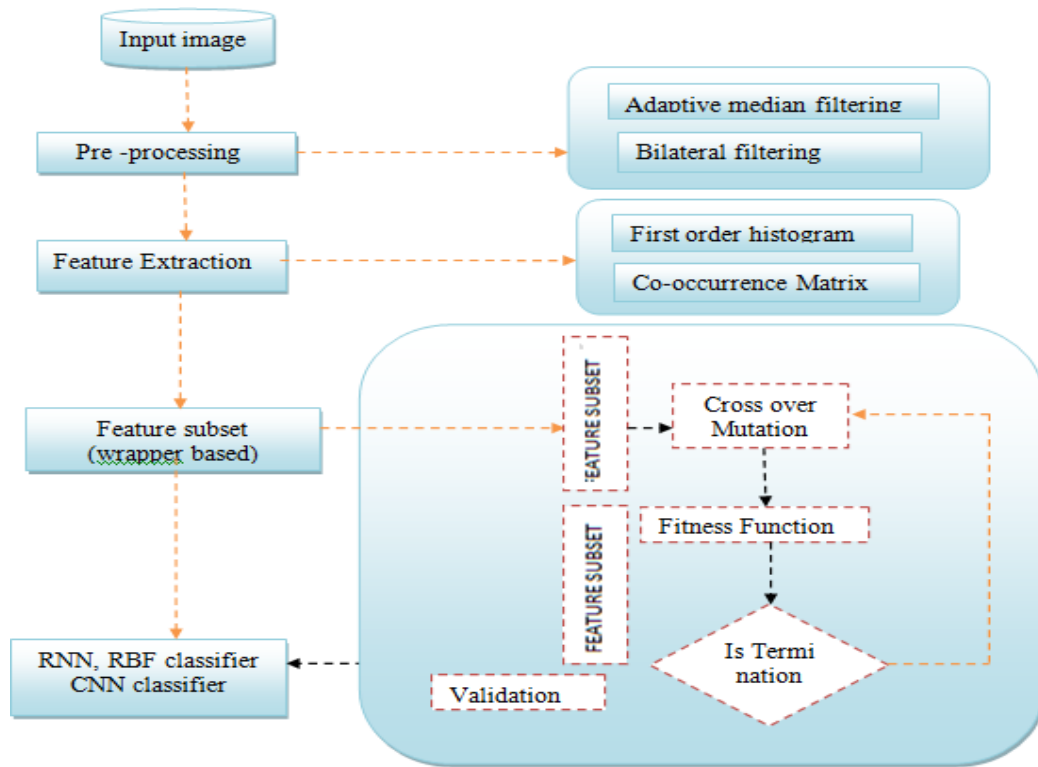 Input image
Pre -processing
Adaptive median filtering
Bilateral filtering
Feature Extraction
First order histogram
Co-occurrence Matrix
Feature subset
(wrapper based)
FEATURE SUBSET
Cross over
Mutation
Fitness Function
FEATURE SUBSET
Is Termi
nation
Validation
RNN, RBF classifier
CNN classifier